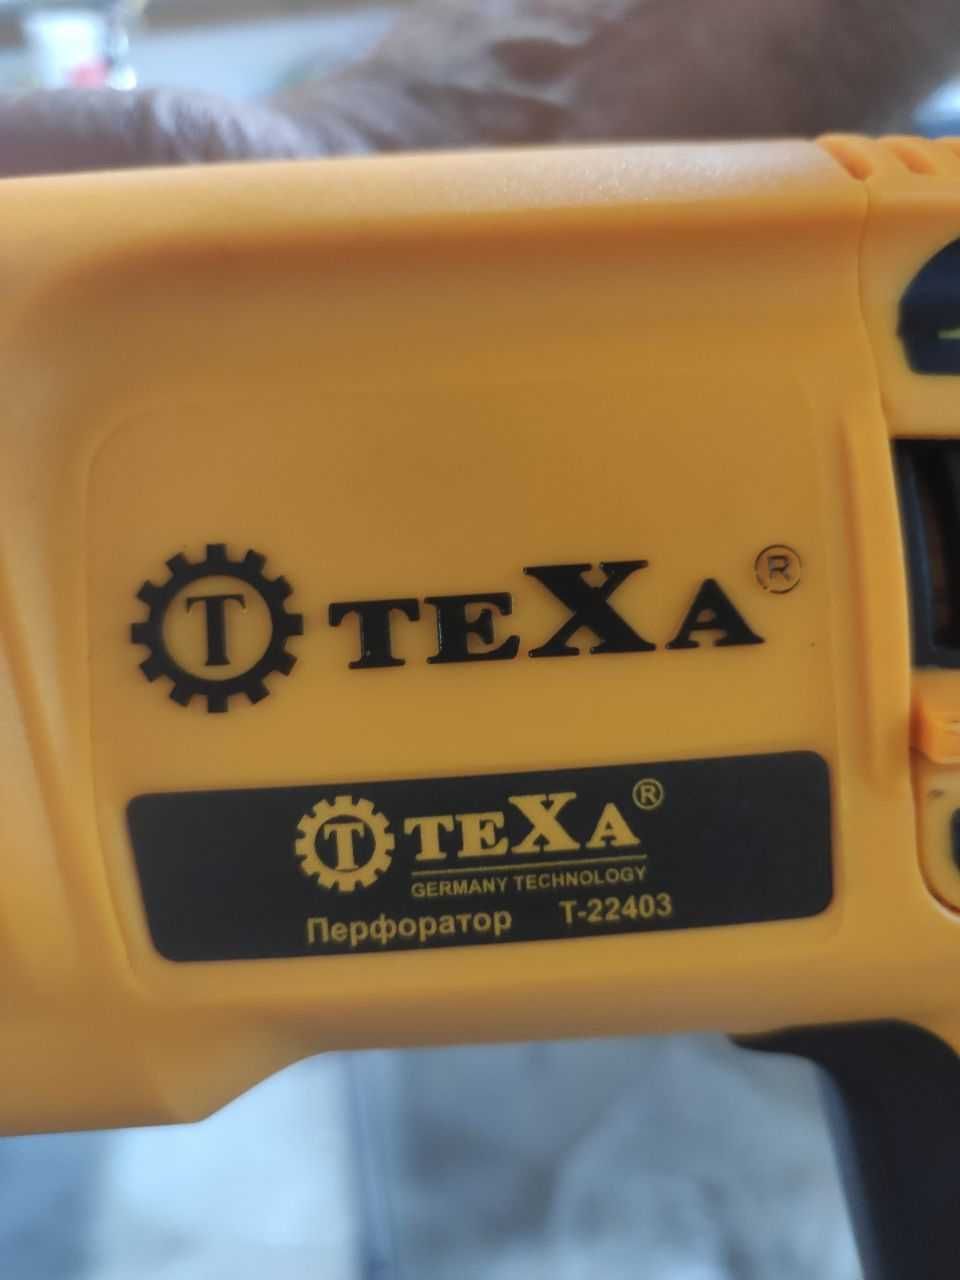 T TEXA ®
T TEXA ®
GERMANY TECHNOLOGY
Перфоратор T-22403